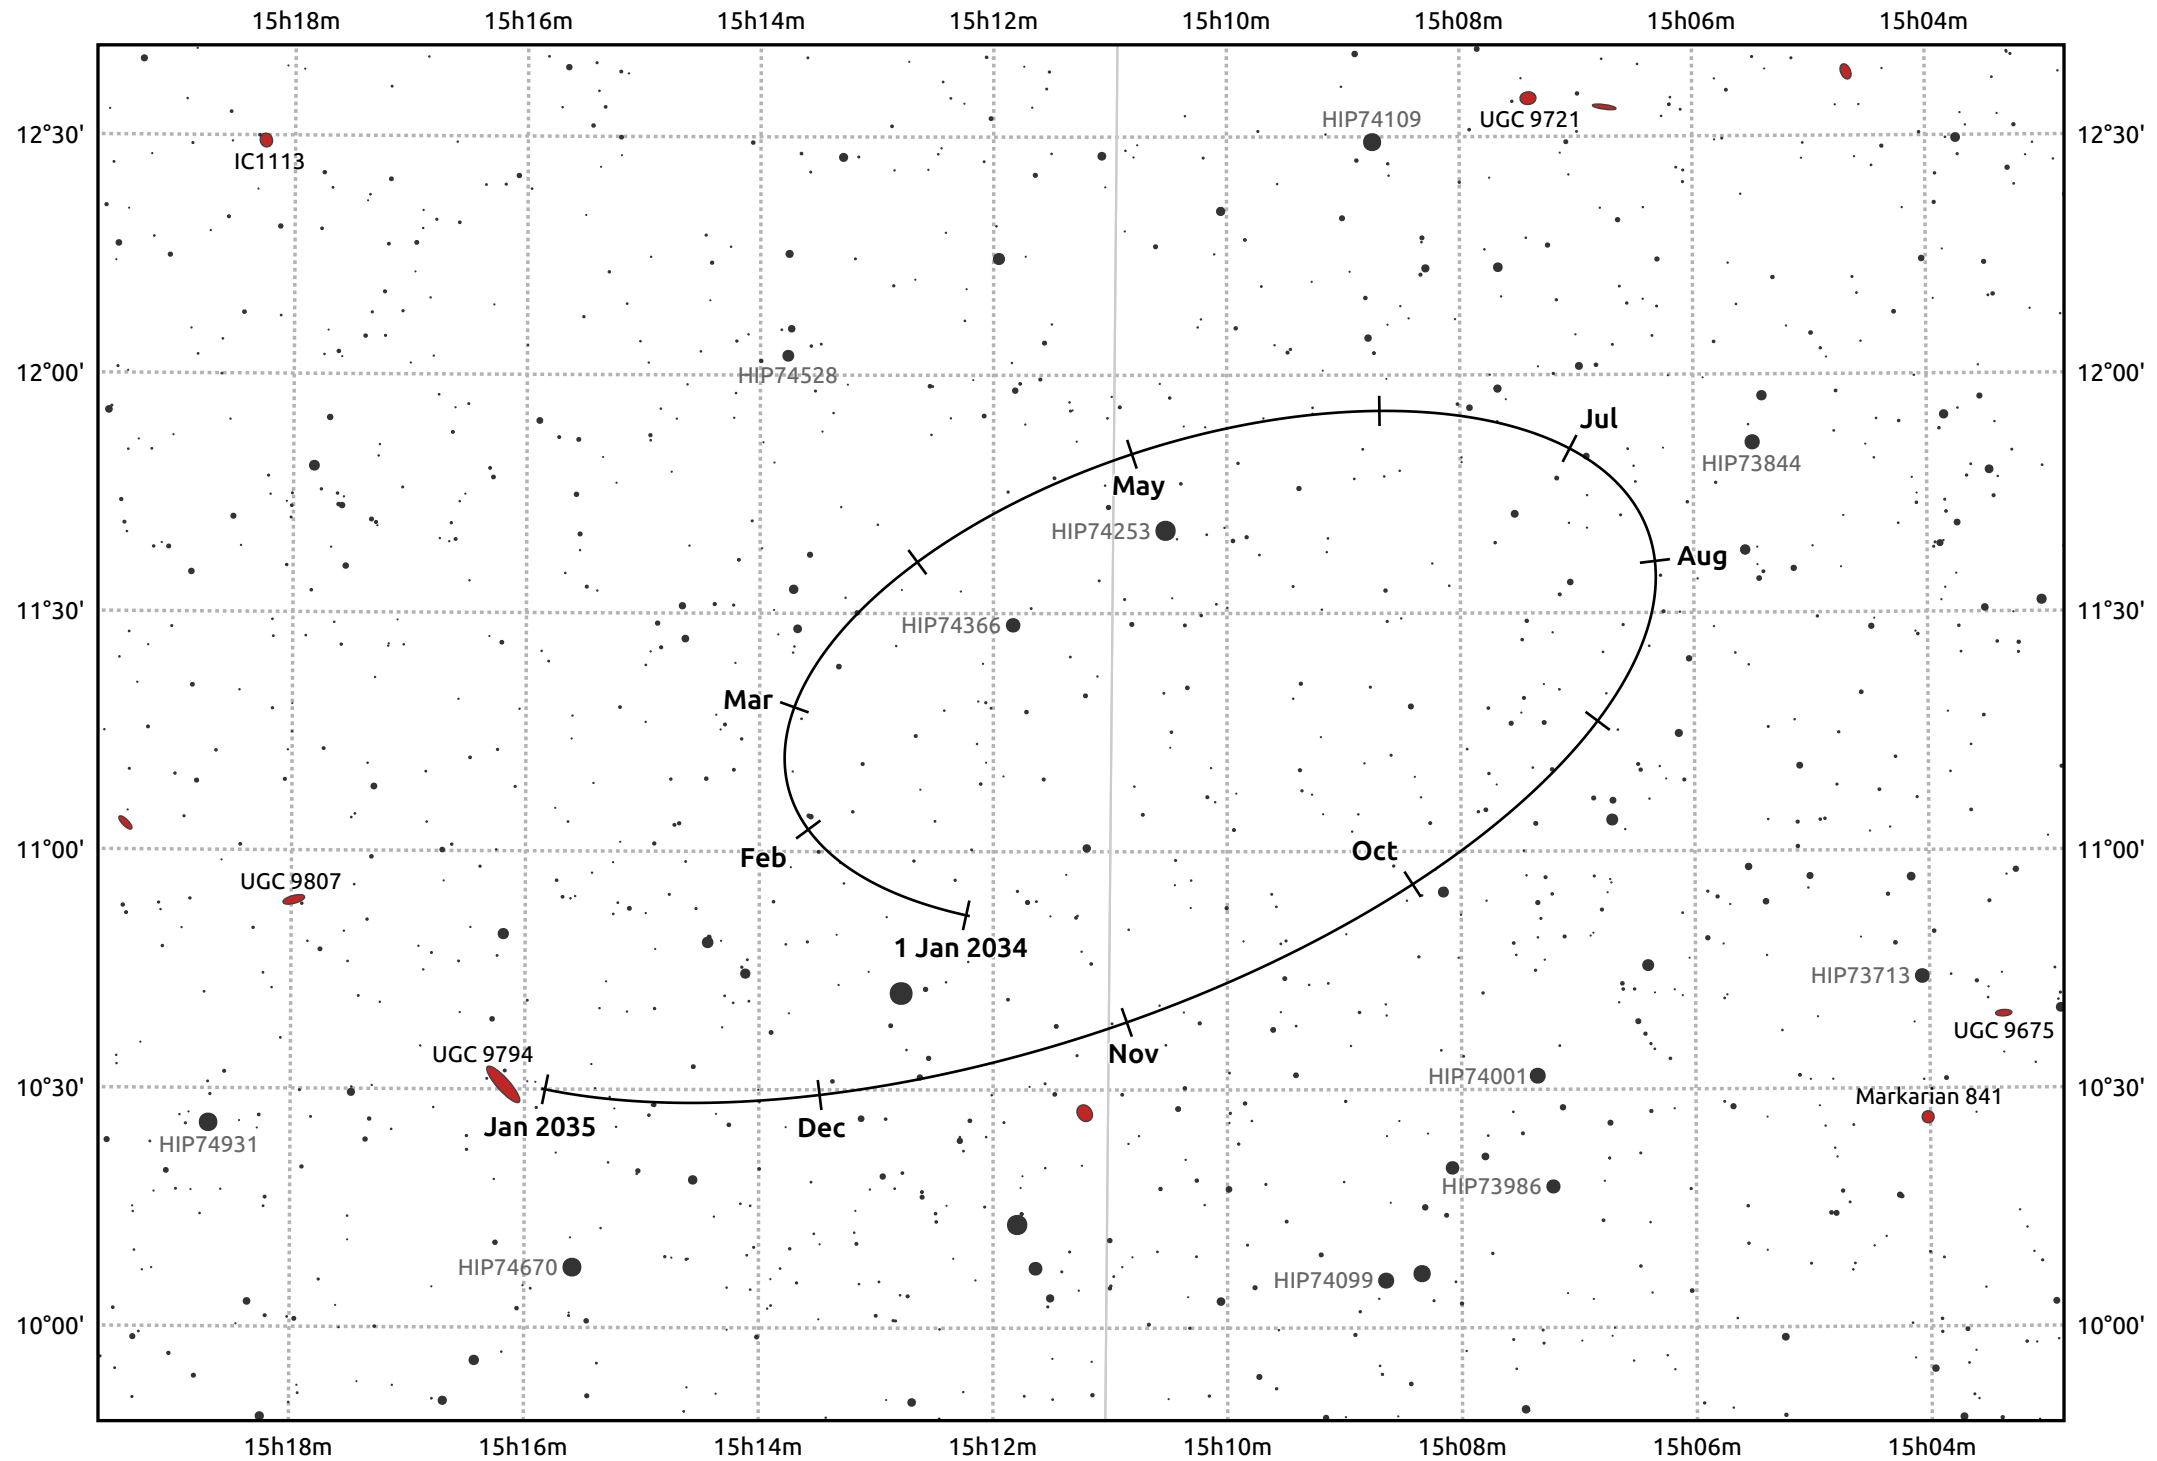 15h18m 15h16m 15h14m 15h12m 15h10m 15h08m 15h06m 15h04m
HIP74109
UGC 9721
12°30' 12°30'
IC1113
12°00' 12°00'
HIP74528
Jul
HIP73844
May
HIP74253
Aug
11°30' 11°30'
HIP74366
Mar
11°00' 11°00'
Oct
Feb
UGC 9807
1 Jan 2034
HIP73713
UGC 9675
UGC 9794
Nov
HIP74001
10°30' 10°30'
Markarian 841
Jan 2035
Dec
HIP74931
HIP73986
HIP74670
HIP74099
10°00' 10°00'
15h18m 15h16m 15h14m 15h12m 15h10m 15h08m 15h06m 15h04m